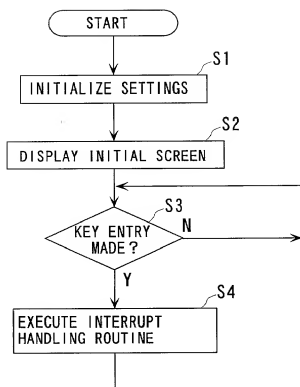 START
S1
INITIALIZE SETTINGS
S2
DISPLAY INITIAL SCREEN
S3
KEY ENTRY
MADE?
N
Y
S4
EXECUTE INTERRUPT
HANDLING ROUTINE